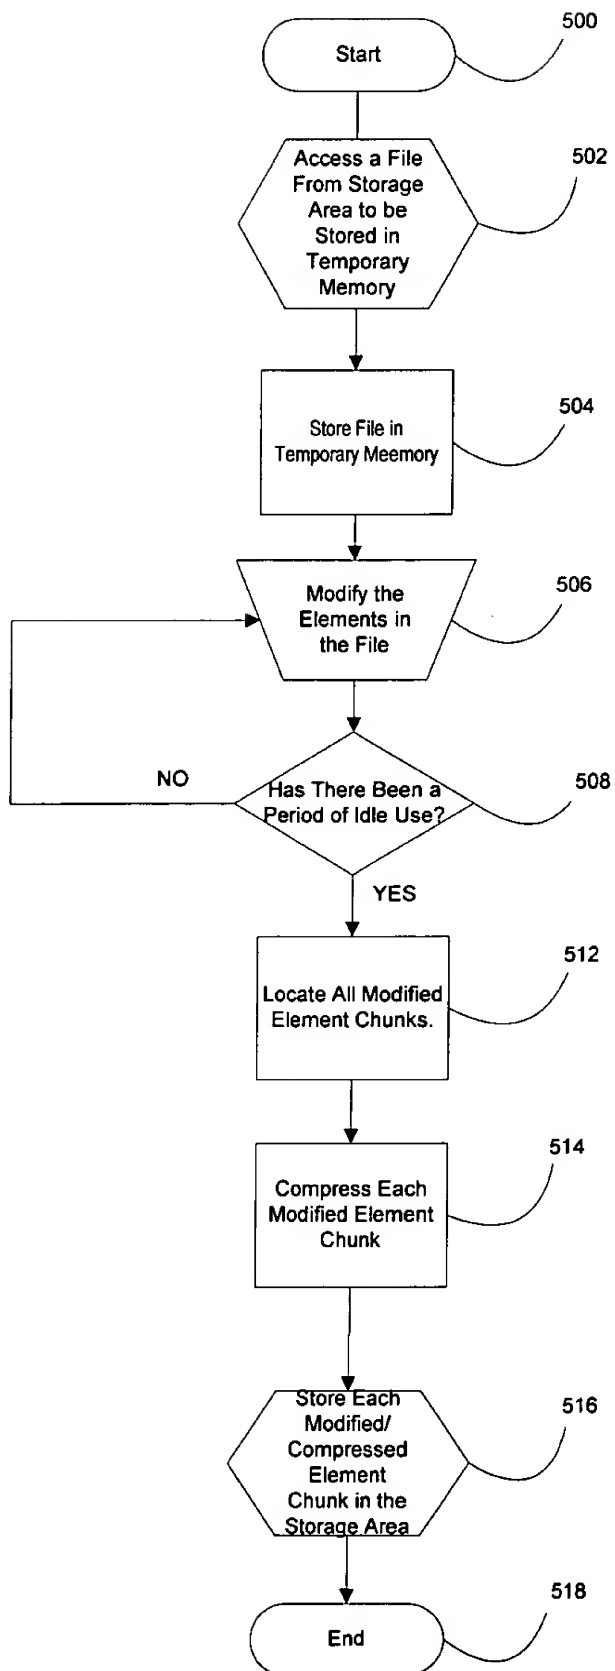 500
Start
502
Access a File
From Storage
Area to be
Stored in
Temporary
Memory
504
Store File in
Temporary Meemory
506
Modify the
Elements in
the File
508
Has There Been a
Period of Idle Use?
NO
YES
512
Locate All Modified
Element Chunks.
514
Compress Each
Modified Element
Chunk
516
Store Each
Modified/
Compressed
Element
Chunk in the
Storage Area
518
End